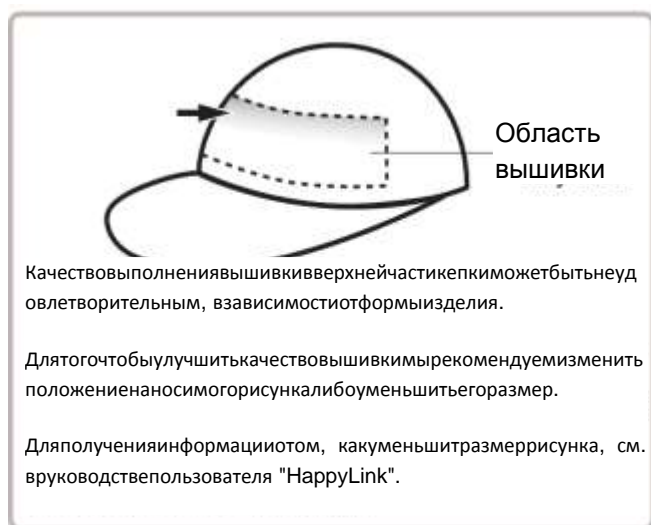 Область
вышивки
Качествовыполнениявышивкивверхнейчастикепкиможетбытьнеуд
овлетворительным, взависимостиотформыизделия.
Длятогочтобыулучшитькачествовышивкимырекомендуемизменить
положениенаносимогорисункалибоуменьшитьегоразмер.
Дляполученияинформацииотом, какуменьшитразмеррисунка, см.
вруководствепользователя "HappyLink".